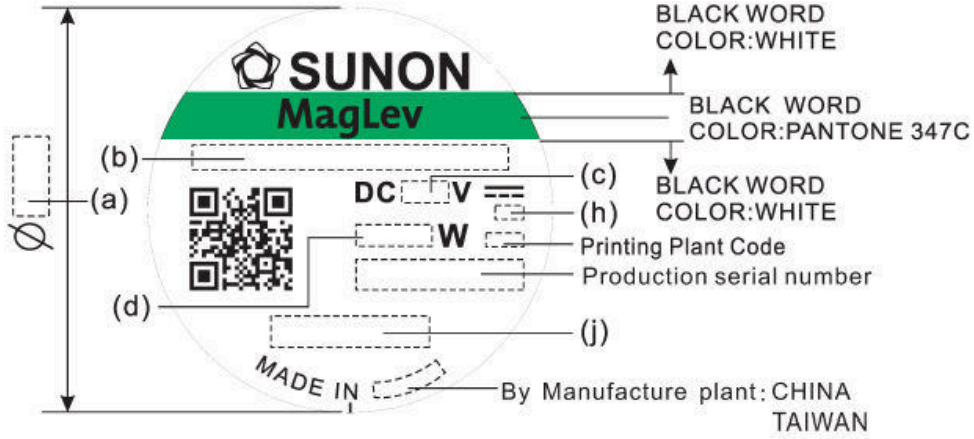 BLACK WORD
COLOR:WHITE
SUNON
MagLev
BLACK WORD
COLOR:PANTONE 347C
(b)
(a)
DC V
(c)
BLACK WORD
COLOR:WHITE
(h)
Ø
W
Printing Plant Code
Production serial number
(d)
(j)
MADE IN
By Manufacture plant: CHINA
TAIWAN